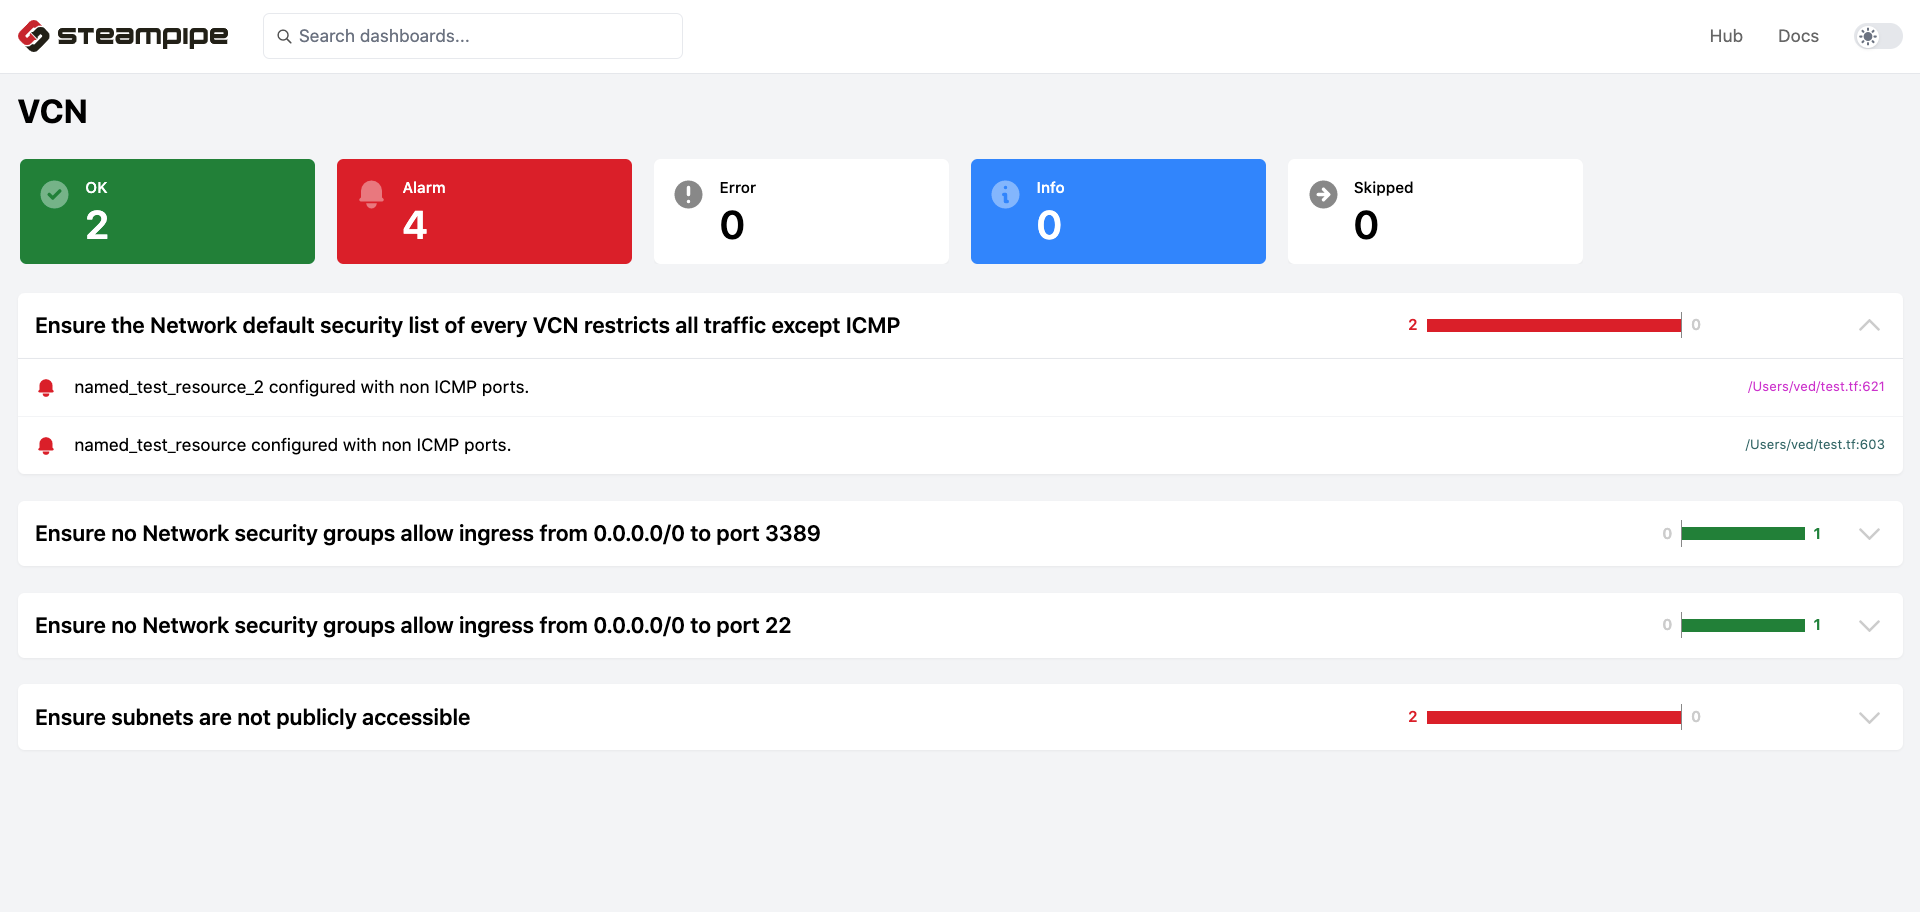 steampipe
Search dashboards...
Hub
Docs
VCN
OK
2
Alarm
4
Error
0
Info
0
Skipped
0
Ensure the Network default security list of every VCN restricts all traffic except ICMP
2
0
named_test_resource_2 configured with non ICMP ports.
/Users/ved/test.tf:621
named_test_resource configured with non ICMP ports.
/Users/ved/test.tf:603
Ensure no Network security groups allow ingress from 0.0.0.0/0 to port 3389
0
1
Ensure no Network security groups allow ingress from 0.0.0.0/0 to port 22
0
1
Ensure subnets are not publicly accessible
2
0